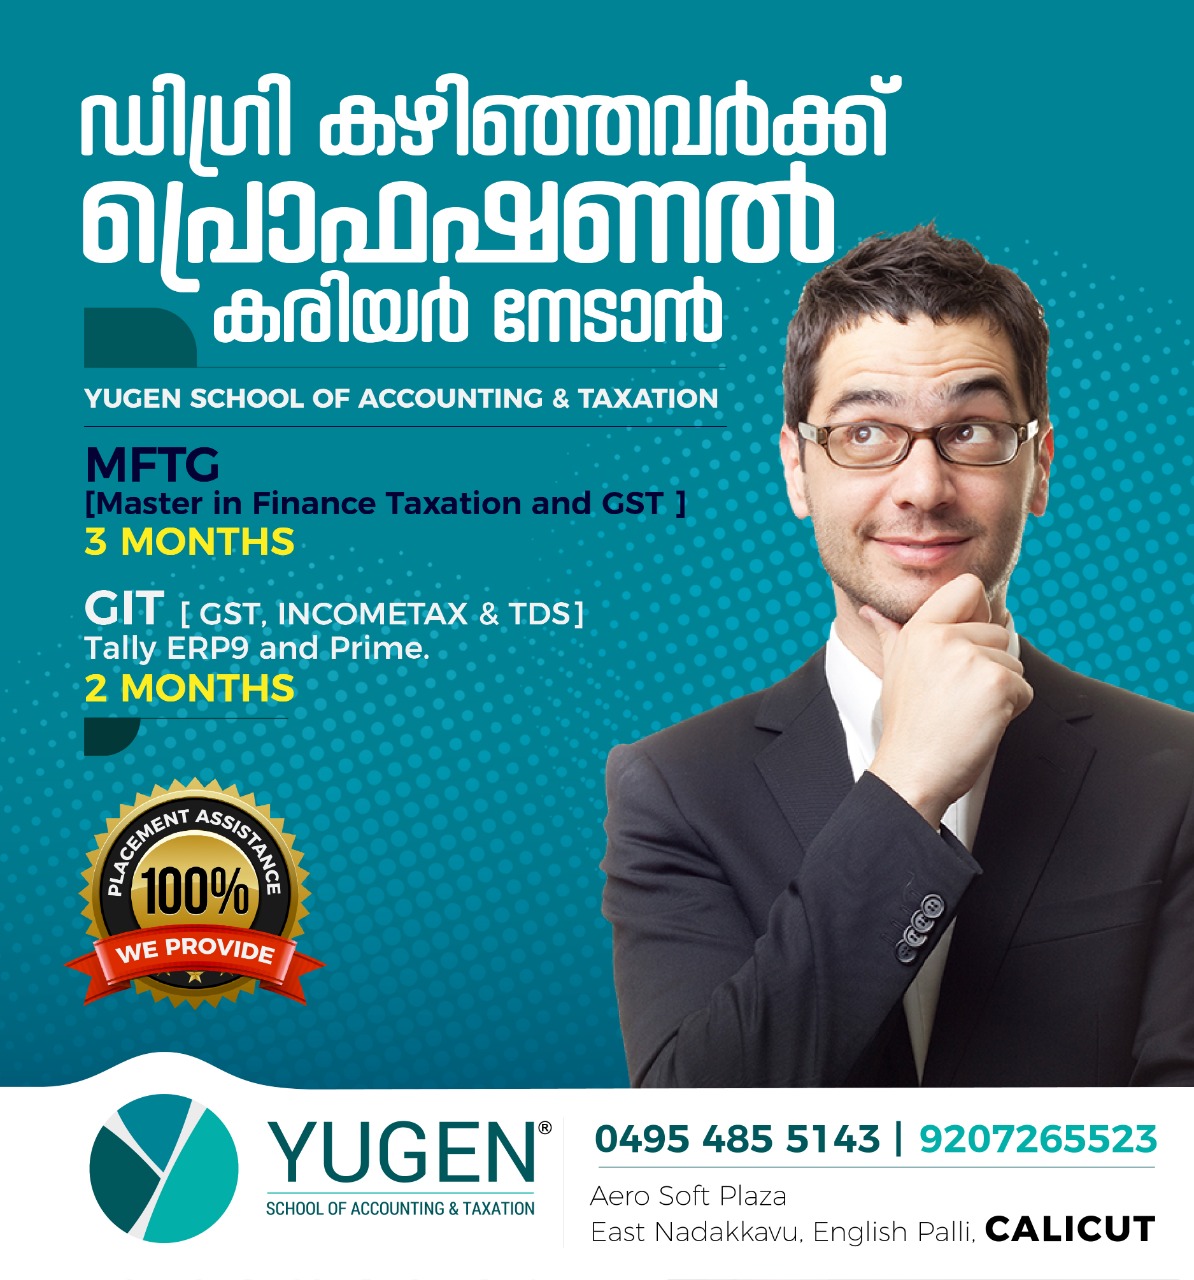 ഡിഗ്രി കഴിഞ്ഞവർക്ക്
പ്രൊഫഷണൽ
കരിയർ നേടാൻ
YUGEN SCHOOL OF ACCOUNTING & TAXATION
MFTG
[Master in Finance Taxation and GST ]
3 MONTHS
GIT [ GST, INCOMETAX & TDS]
Tally ERP9 and Prime.
2 MONTHS
PLACEMENT ASSISTANCE
100%
WE PROVIDE
YUGEN®
SCHOOL OF ACCOUNTING & TAXATION
0495 485 5143 | 9207265523
Aero Soft Plaza
East Nadakkavu, English Palli, CALICUT